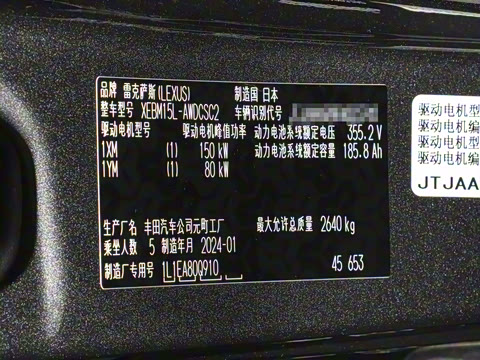 品牌 雷克萨斯(LEXUS) 制造国 日本
整车型号 XEBM15L-AWDCSC2 车辆识别代号
驱动电机型号 驱动电机峰值功率 动力电池系统额定电压 355.2 V
1XM (1) 150 kW 动力电池系统额定容量 185.8 Ah
1YM (1) 80 kW
生产厂名 丰田汽车公司元町工厂 最大允许总质量 2640 kg
乘坐人数 5 制造年月 2024-01
制造厂专用号 1L1EA800910 45 653
驱动电机型
驱动电机编
驱动电机型
驱动电机编
JTJAA